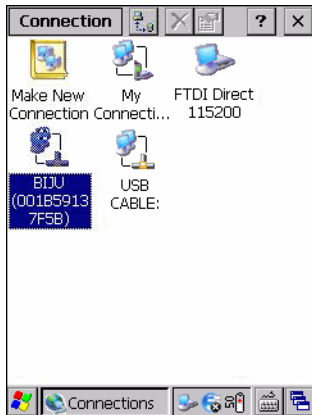 Connection
? ×
Make New
Connection
My
Connecti...
FTDI Direct
115200
BIJU
(001B5913
7F5B)
USB
CABLE:
Connections